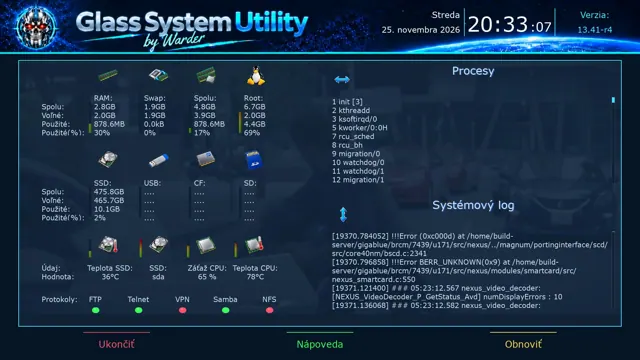 Glass System Utility
by Warder
Streda
25. novembra 2026
20:33:07
Verzia:
13.41-r4
RAM: Swap: Spolu: Root:
Spolu: 2.8GB 1.9GB 4.8GB 6.7GB
Voľné: 2.0GB 1.9GB 3.9GB 2.0GB
Použité: 878.6MB 0.0kB 878.6MB 4.4GB
Použité(%): 30% 0% 17% 69%
SSD: USB: CF: SD:
Spolu: 475.8GB .... .... ....
Voľné: 465.7GB .... .... ....
Použité: 10.1GB .... .... ....
Použité(%): 2% .... .... ....
Údaj: Teplota SSD: SSD: Záťaž CPU: Teplota CPU:
Hodnota: 36°C sda 65 % 78°C
Protokoly: FTP Telnet VPN Samba NFS
Procesy
1 init [3]
2 kthreadd
3 ksoftirqd/0
5 kworker/0:0H
7 rcu_sched
8 rcu_bh
9 migration/0
10 watchdog/0
11 watchdog/1
12 migration/1
Systémový log
[19370.784052] !!!Error (0xc000d) at /home/build-
server/gigablue/brcm/7439/u171/src/nexus/../magnum/portinginterface/scd/
src/core40nm/bscd.c:2341
[19370.796858] !!!Error BERR_UNKNOWN(0x9) at /home/build-
server/gigablue/brcm/7439/u171/src/nexus/modules/smartcard/src/
nexus_smartcard.c:550
[19371.121400] ### 05:23:12.567 nexus_video_decoder:
[NEXUS_VideoDecoder_P_GetStatus_Avd] numDisplayErrors : 10
[19371.136068] ### 05:23:12.582 nexus_video_decoder:
Ukončiť
Nápoveda
Obnoviť